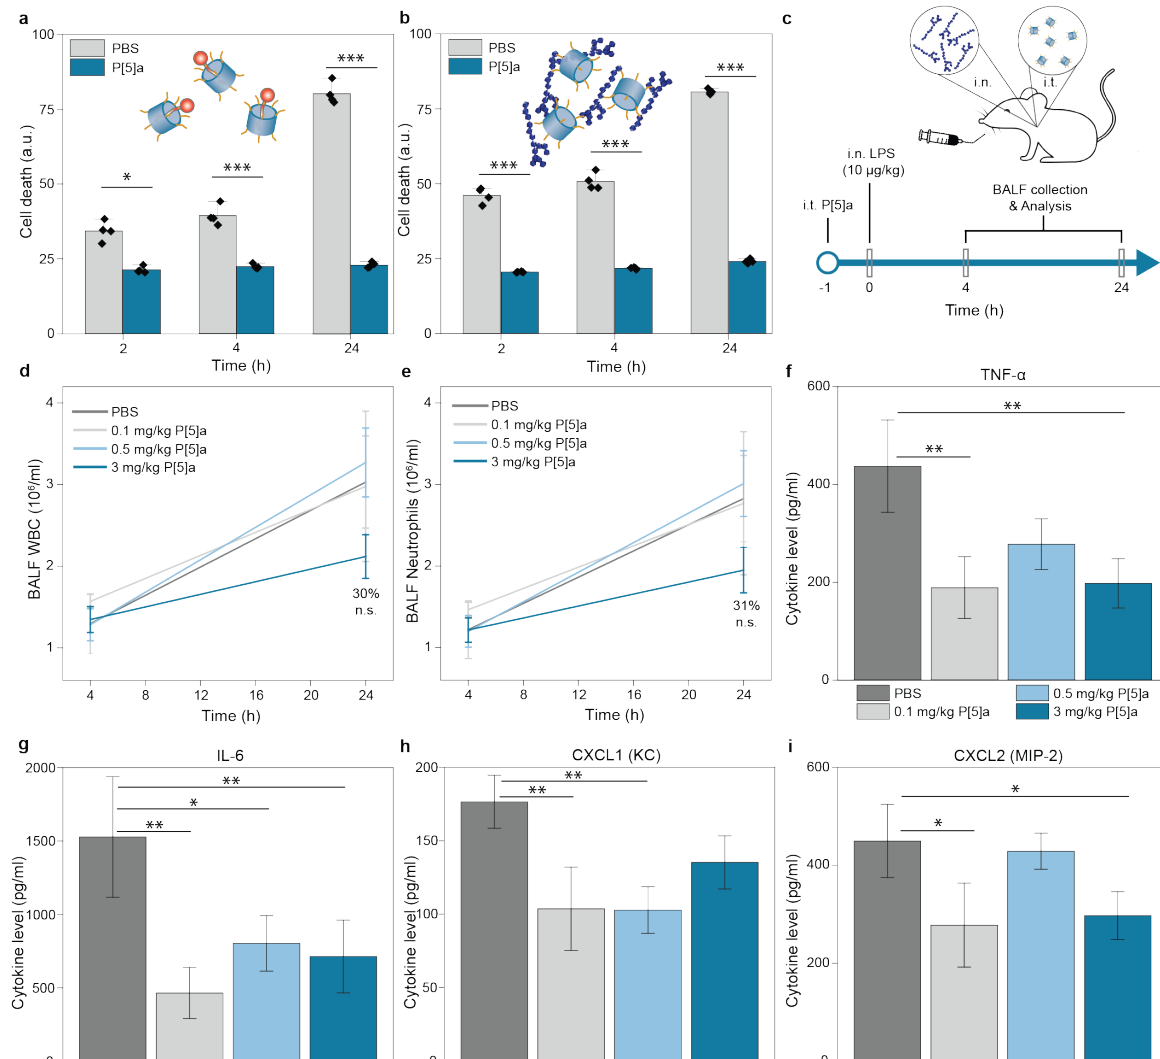 a
100
75
50
25
0
Cell death (a.u.)
PBS
P[5]a
*
***
***
2
4
24
Time (h)
b
100
75
50
25
0
Cell death (a.u.)
PBS
P[5]a
***
***
***
2
4
24
Time (h)
c
i.n.
i.t.
i.n. LPS
(10 µg/kg)
i.t. P[5]a
BALF collection
& Analysis
-1
0
4
24
Time (h)
d
4
3
2
1
BALF WBC (10⁶/ml)
PBS
0.1 mg/kg P[5]a
0.5 mg/kg P[5]a
3 mg/kg P[5]a
30%
n.s.
4
8
12
16
20
24
Time (h)
e
4
3
2
1
BALF Neutrophils (10⁶/ml)
PBS
0.1 mg/kg P[5]a
0.5 mg/kg P[5]a
3 mg/kg P[5]a
31%
n.s.
4
8
12
16
20
24
Time (h)
f
TNF-α
600
400
200
0
Cytokine level (pg/ml)
**
**
PBS
0.1 mg/kg P[5]a
0.5 mg/kg P[5]a
3 mg/kg P[5]a
g
IL-6
2000
1500
1000
500
0
Cytokine level (pg/ml)
**
*
**
h
CXCL1 (KC)
200
150
100
50
0
Cytokine level (pg/ml)
**
**
i
CXCL2 (MIP-2)
600
400
200
0
Cytokine level (pg/ml)
*
*